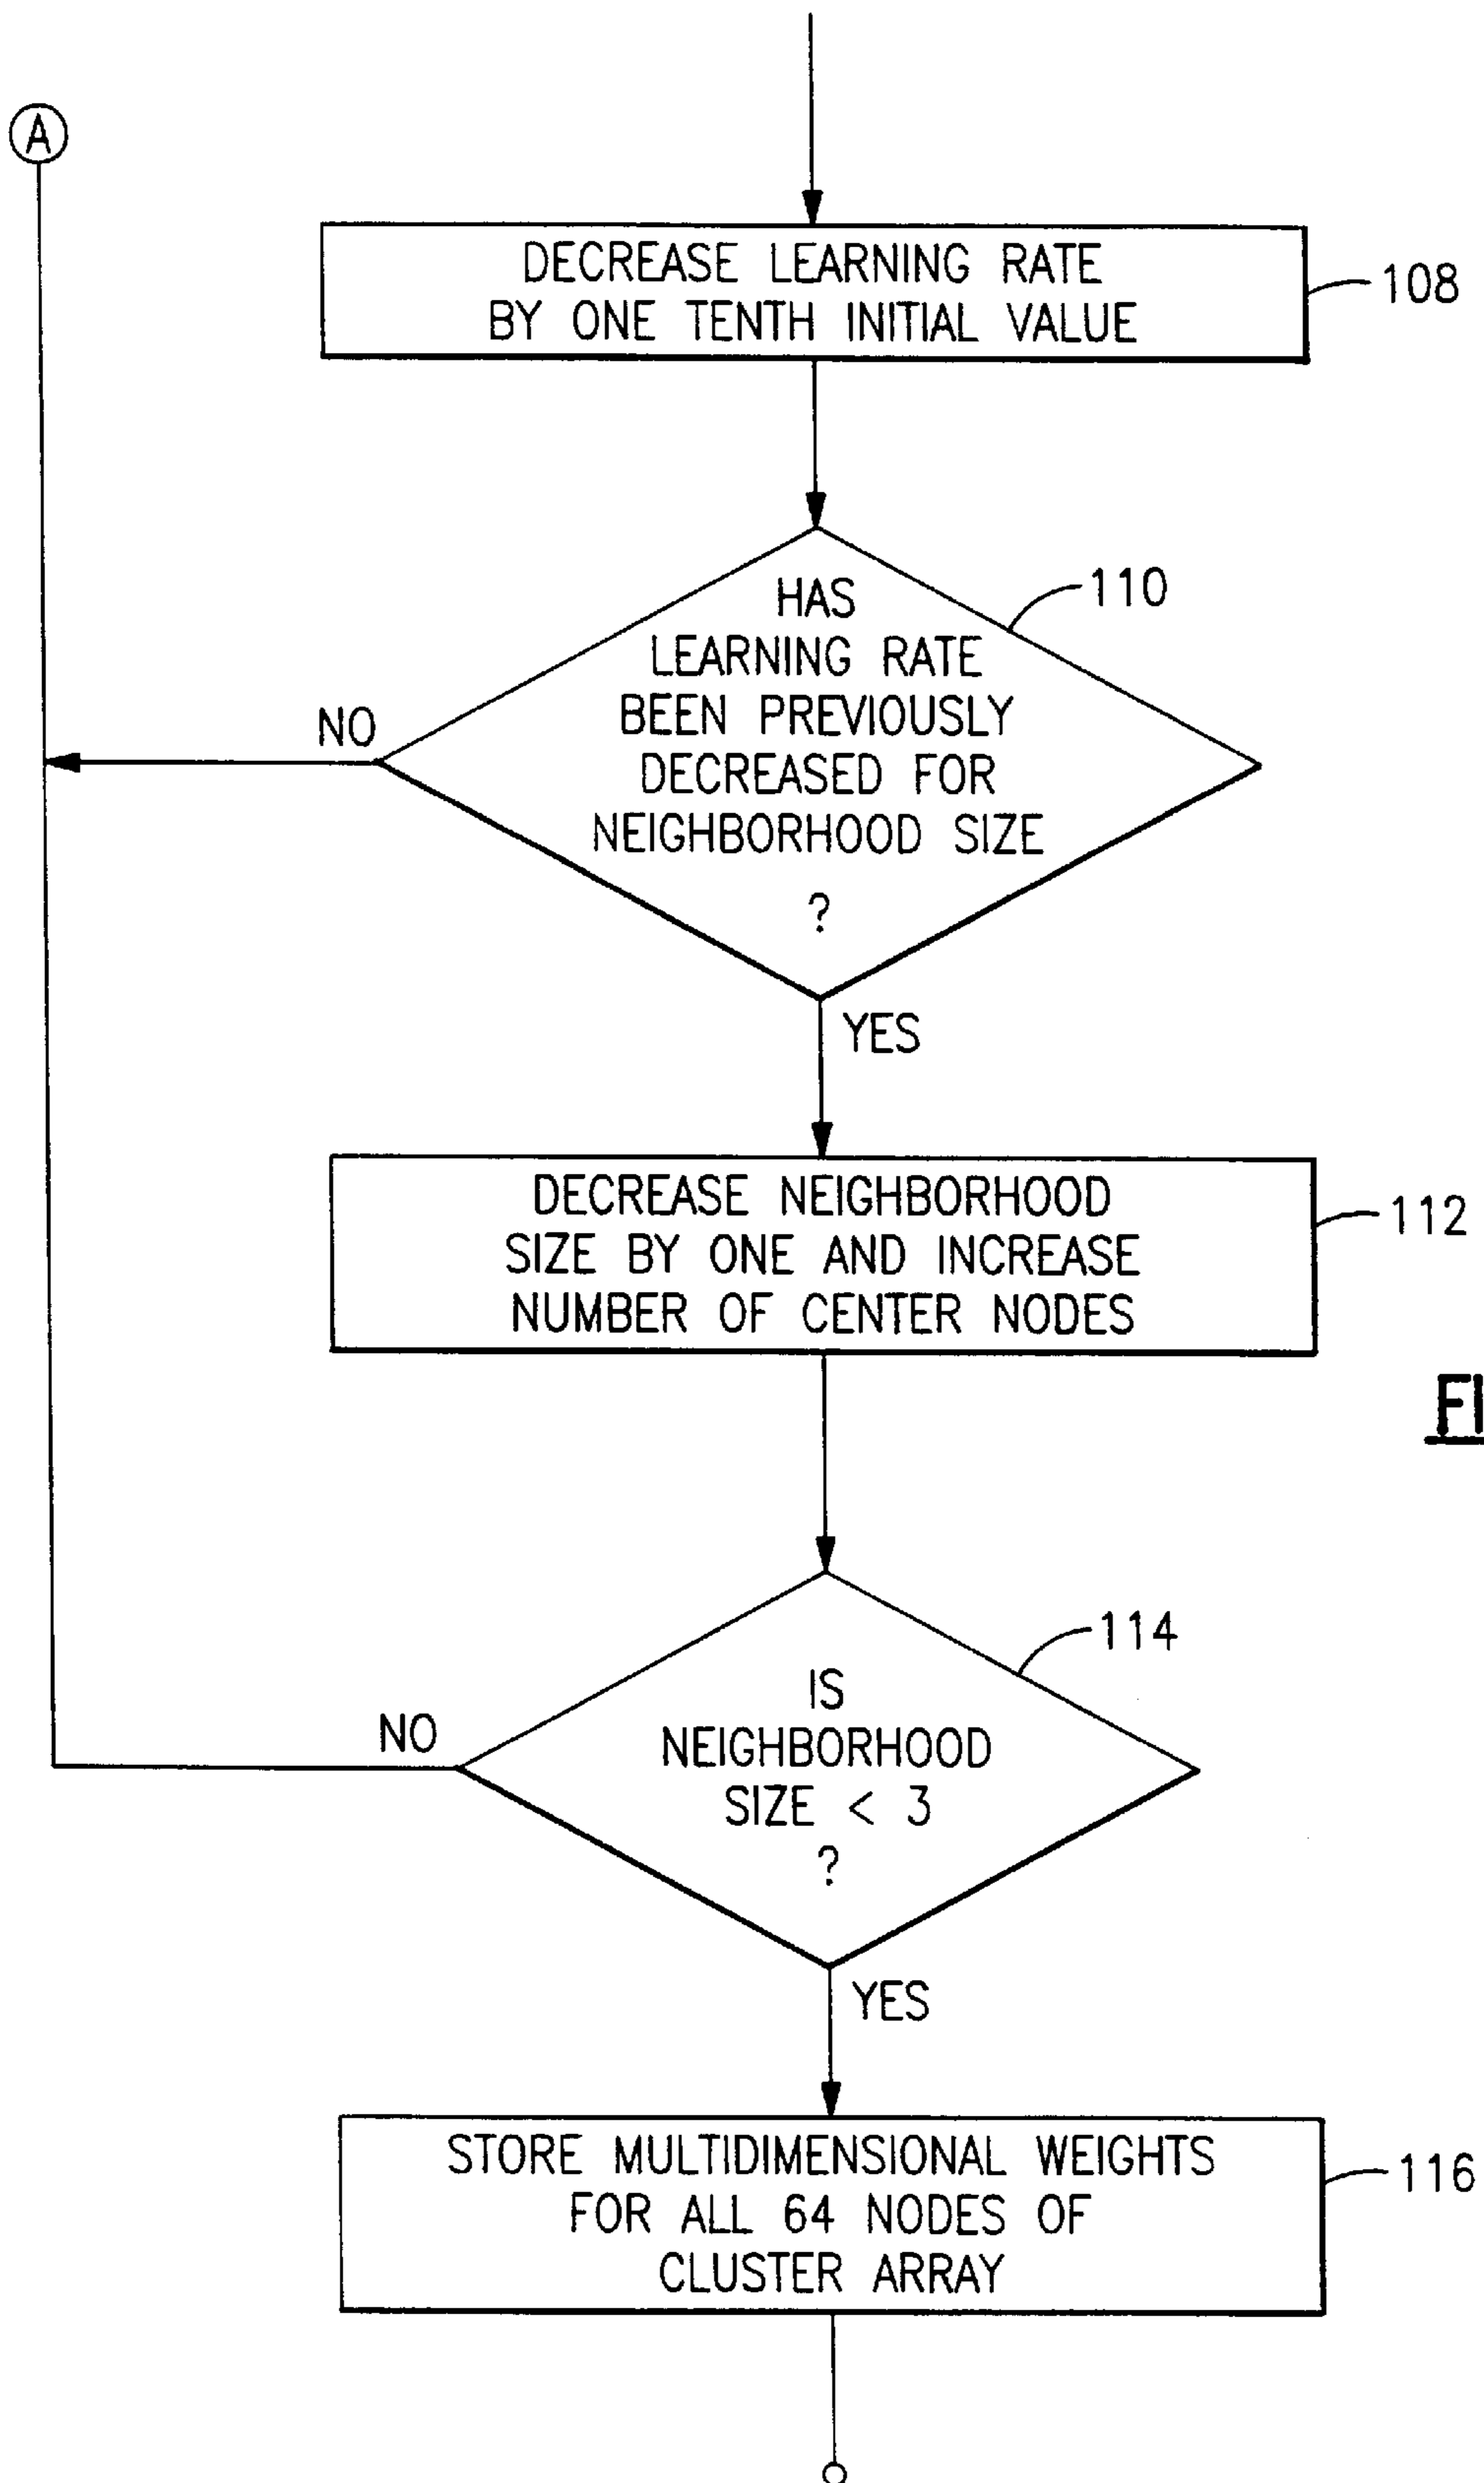 A
DECREASE LEARNING RATE
BY ONE TENTH INITIAL VALUE
108
HAS
LEARNING RATE
BEEN PREVIOUSLY
DECREASED FOR
NEIGHBORHOOD SIZE
?
110
NO
YES
DECREASE NEIGHBORHOOD
SIZE BY ONE AND INCREASE
NUMBER OF CENTER NODES
112
IS
NEIGHBORHOOD
SIZE < 3
?
114
NO
YES
STORE MULTIDIMENSIONAL WEIGHTS
FOR ALL 64 NODES OF
CLUSTER ARRAY
116